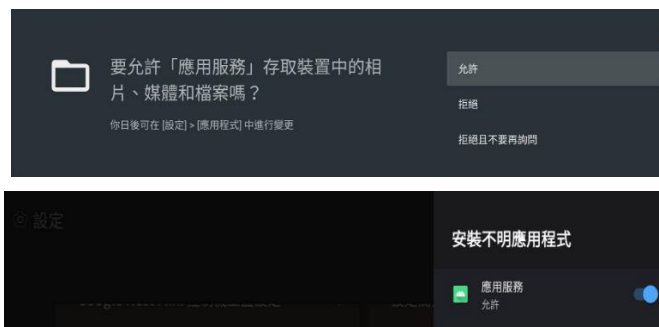 要允許「應用服務」存取裝置中的相
片、媒體和檔案嗎？
你日後可在 [設定] > [應用程式] 中進行變更
允許
拒絕
拒絕且不要再詢問
設定
安裝不明應用程式
應用服務
允許